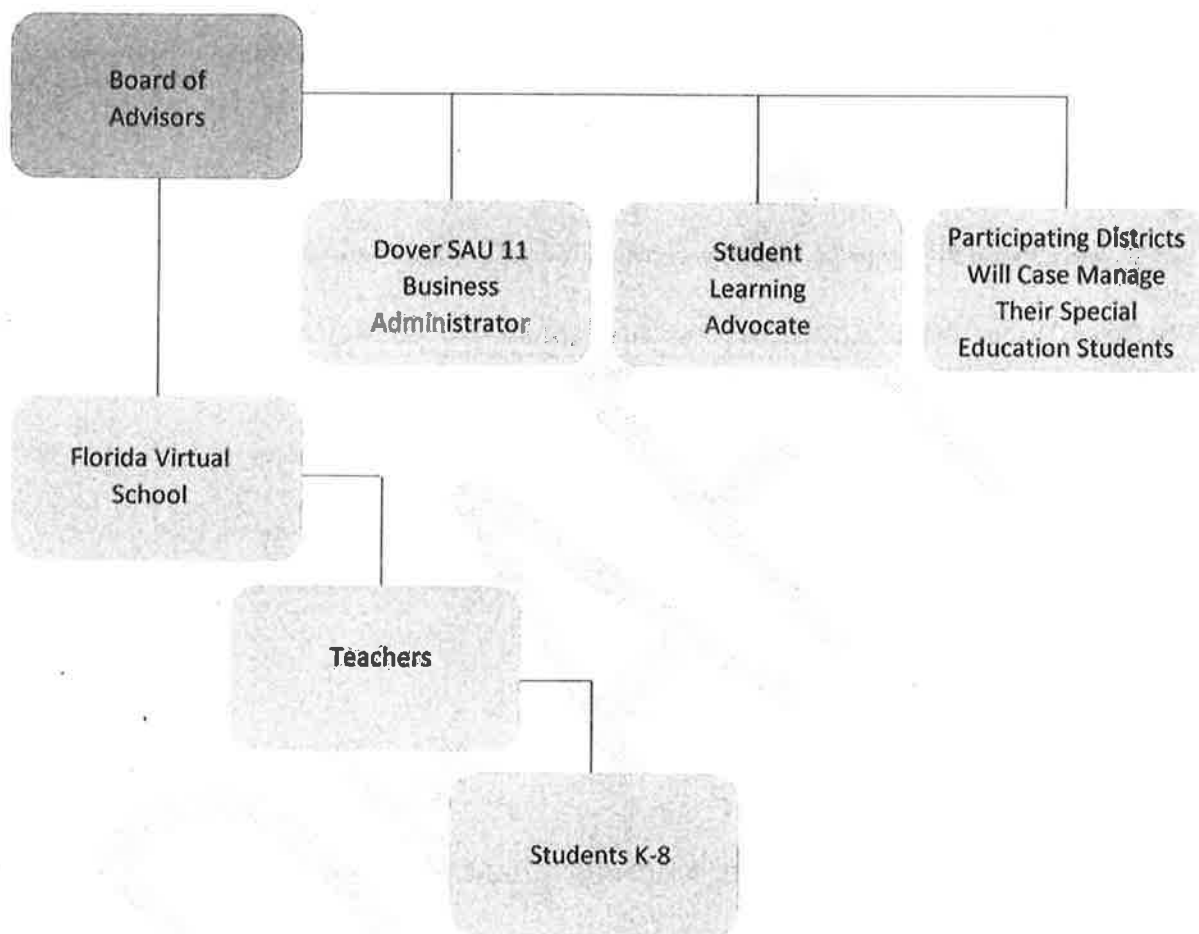 Board of
Advisors
Dover SAU 11
Business
Administrator
Student
Learning
Advocate
Participating Districts
Will Case Manage
Their Special
Education Students
Florida Virtual
School
Teachers
Students K-8